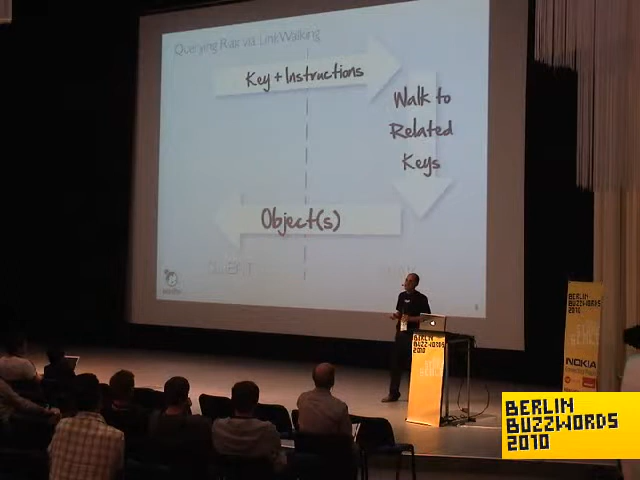 Querying Riak via LinkWalking
Key + Instructions
Walk to
Related
Keys
Object(s)
CLIENT
BERLIN
BUZZWORDS
2010
BERLIN
BUZZWORDS
2010
NOKIA
BERLIN
BUZZWORDS
2010